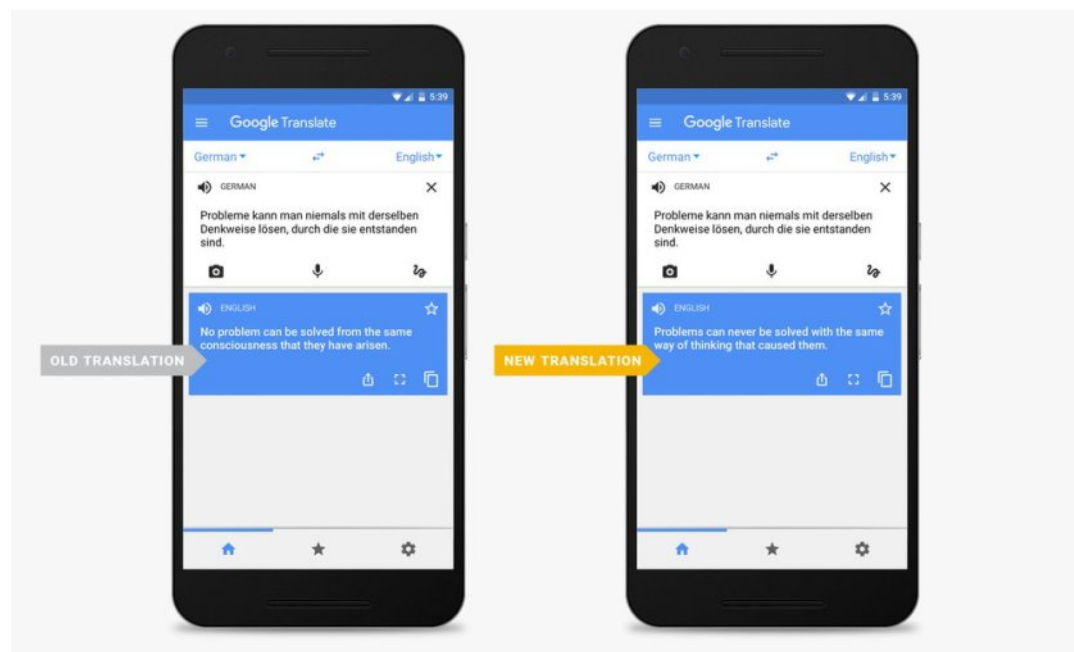 5:39
Google Translate
German
English
GERMAN
Probleme kann man niemals mit derselben
Denkweise lösen, durch die sie entstanden
sind.
ENGLISH
No problem can be solved from the same
consciousness that they have arisen.
OLD TRANSLATION
5:39
Google Translate
German
English
GERMAN
Probleme kann man niemals mit derselben
Denkweise lösen, durch die sie entstanden
sind.
ENGLISH
Problems can never be solved with the same
way of thinking that caused them.
NEW TRANSLATION